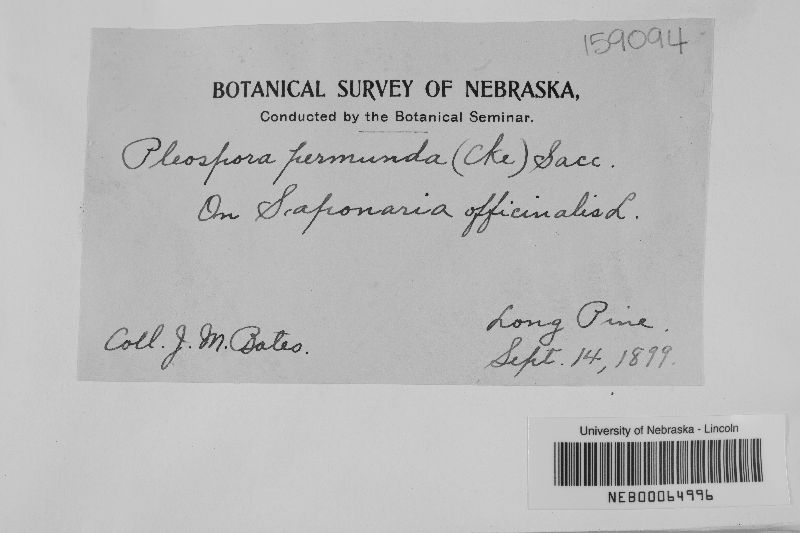 159094
BOTANICAL SURVEY OF NEBRASKA,
Conducted by the Botanical Seminar.
Pleospora permunda (Cke) Sacc.
On Saponaria officinalis L.
Coll. J. M. Bates.
Long Pine.
Sept. 14, 1899.
University of Nebraska - Lincoln
NEB00064996